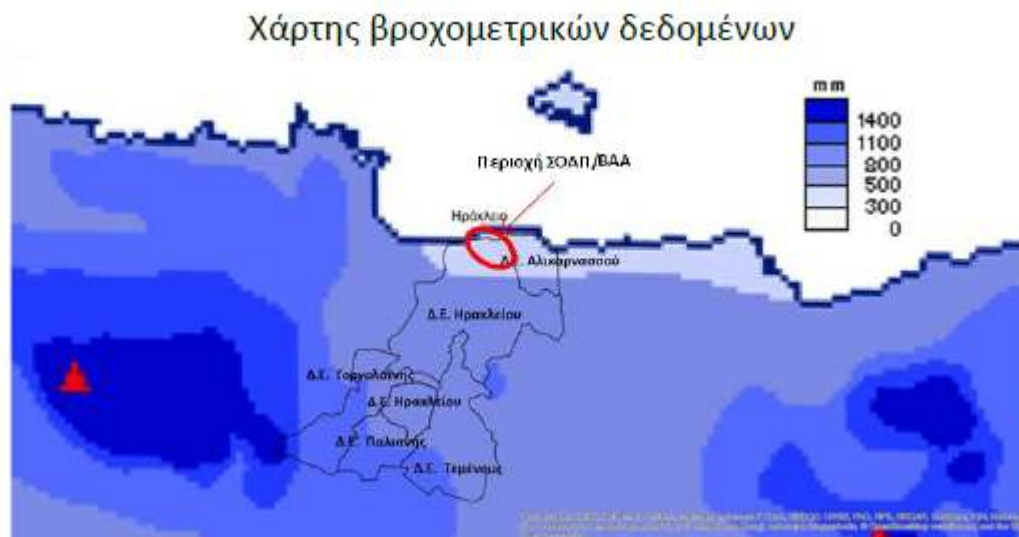 Χάρτης βροχομετρικών δεδομένων
mm
1400
1100
800
500
300
0
Περιοχή ΣΟΑΠ/ΒΑΑ
Ηράκλειο
Αλικαρνασσού
Δ.Ε. Ηρακλείου
Δ.Ε. Γοργολαΐνης
Δ.Ε. Ηρακλείου
Δ.Ε. Παλιανής
Δ.Ε. Τεμένους